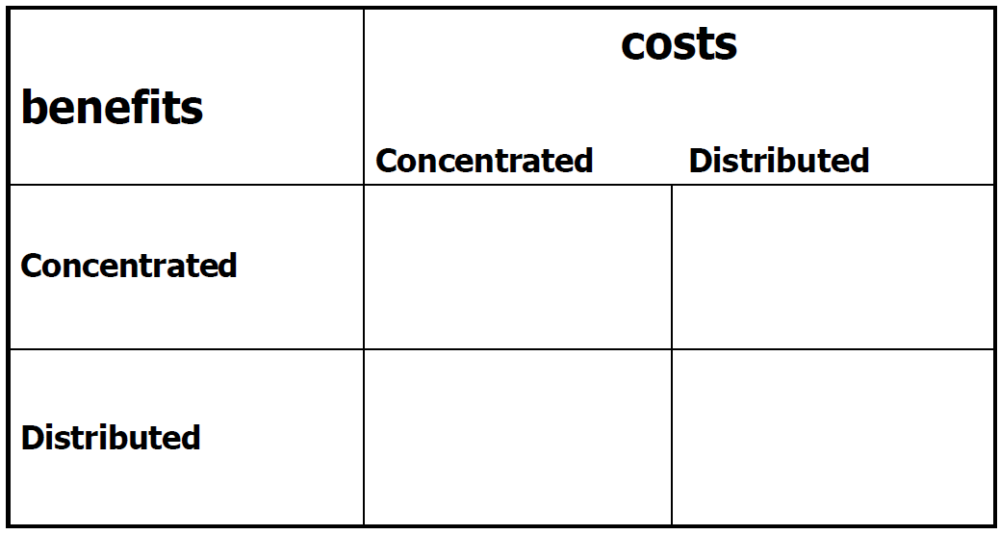 costs
benefits
Concentrated Distributed
Concentrated
Distributed